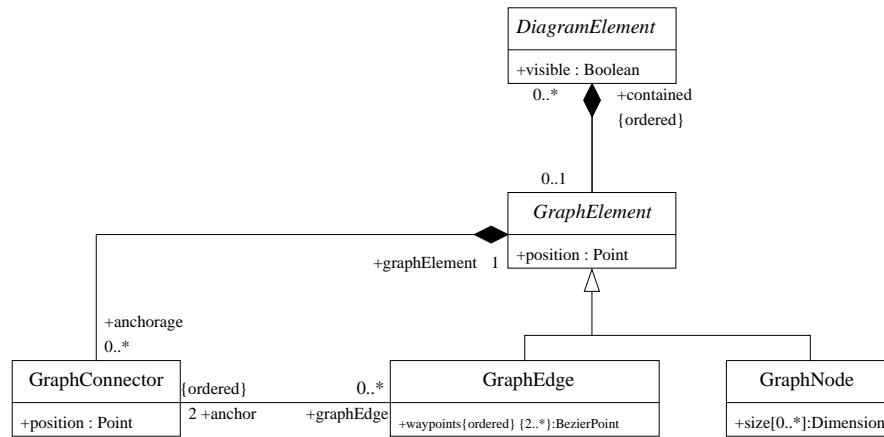 DiagramElement
+visible : Boolean
0..*
+contained
{ordered}
0..1
GraphElement
+position : Point
+graphElement
1
+anchorage
0..*
GraphConnector
+position : Point
{ordered}
0..*
2 +anchor
+graphEdge
GraphEdge
+waypoints{ordered} {2..*}:BezierPoint
GraphNode
+size[0..*]:Dimension